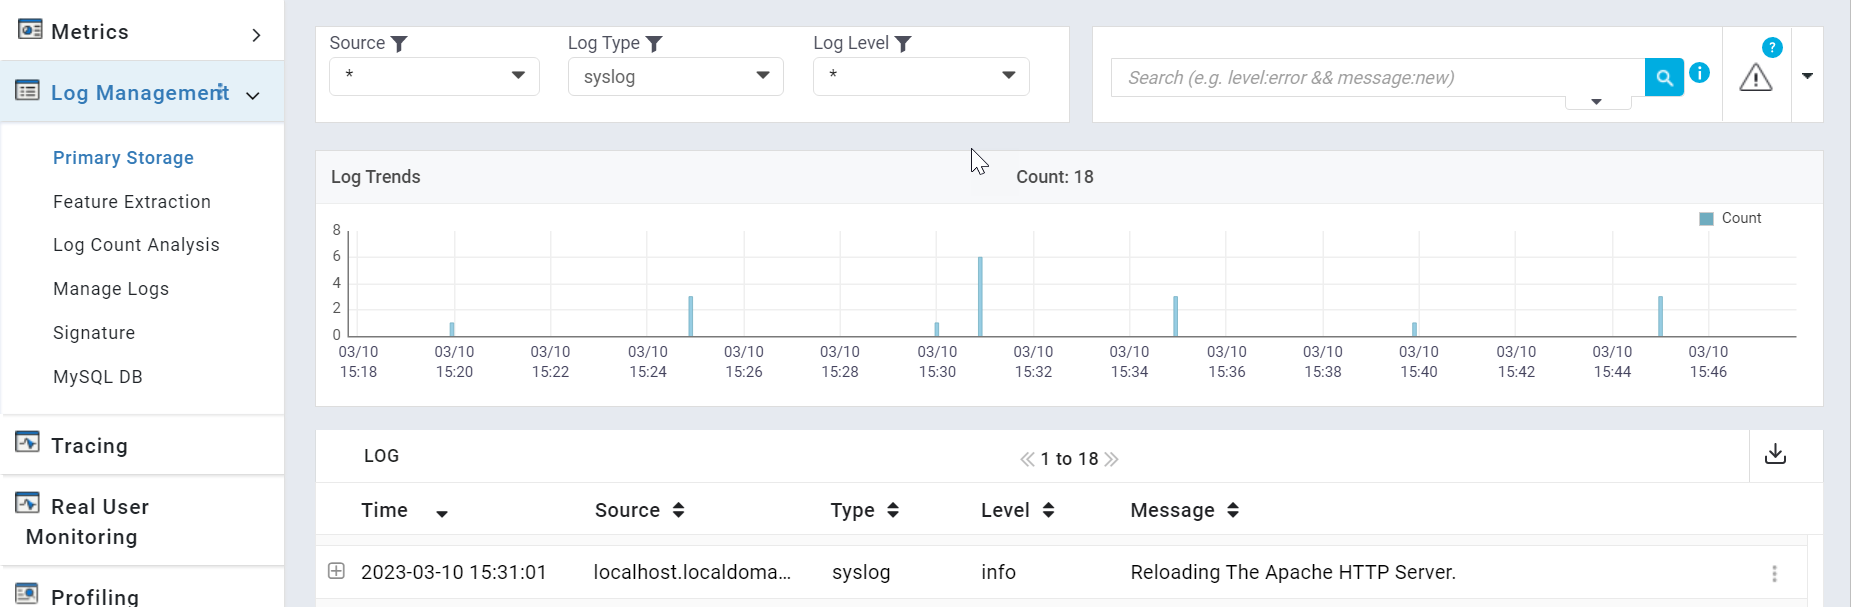 Metrics
Log Management
Primary Storage
Feature Extraction
Log Count Analysis
Manage Logs
Signature
MySQL DB
Tracing
Real User
Monitoring
Profiling
Source Log Type Log Level
* syslog *
Search (e.g. level:error && message:new)
i
?
Log Trends Count: 18
Count
8
6
4
2
0
03/10 03/10 03/10 03/10 03/10 03/10 03/10 03/10 03/10 03/10 03/10 03/10 03/10 03/10 03/10
15:18 15:20 15:22 15:24 15:26 15:28 15:30 15:32 15:34 15:36 15:38 15:40 15:42 15:44 15:46
LOG 1 to 18
Time Source Type Level Message
2023-03-10 15:31:01 localhost.localdoma... syslog info Reloading The Apache HTTP Server.